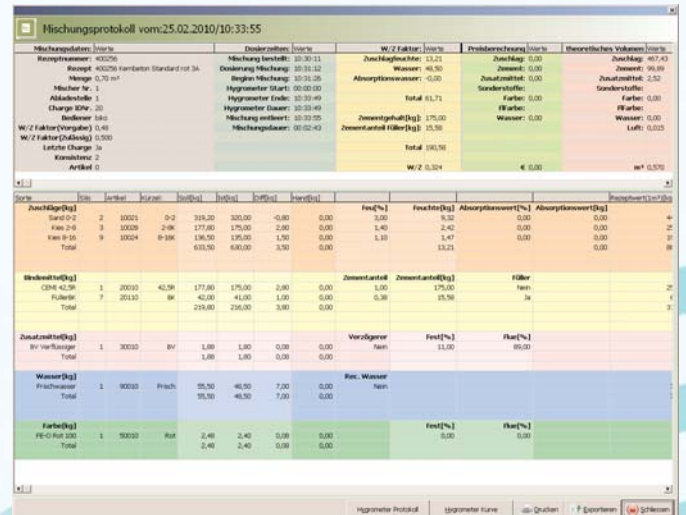 Mischungsprotokoll vom:25.02.2010/10:33:55
Mischungsdaten: Werte Dosierzeiten: Werte W/Z Faktor: Werte Preisberechnung Werte theoretisches Volumen Werte
Rezeptnummer: 400256 Mischung bestellt: 10:30:11 Zuschlagfeuchte: 13,21 Zuschlag: 0,00 Zuschlag: 467,43
Rezept 400256 Kernbeton Standard rot 3A Dosierung Mischung: 10:31:12 Wasser: 48,50 Zement: 0,00 Zement: 99,89
Menge 0,70 m³ Beginn Mischung: 10:31:26 Absorptionswasser: -0,00 Zusatzmittel: 0,00 Zusatzmittel: 2,52
Mischer Nr. 1 Hygrometer Start: 00:00:00 Sonderstoffe: Sonderstoffe:
Abladestelle 1 Hygrometer Ende: 10:33:49 Total 61,71 Farbe: 0,00 Farbe: 0,00
Charge IDNr. 20 Hygrometer Dauer: 10:33:49 FlFarbe: FlFarbe:
Bediener biko Mischung entleert: 10:33:55 Zementgehalt[kg]: 175,00 Wasser: 0,00 Wasser: 0,00
W/Z Faktor(Vorgabe) 0,48 Mischungsdauer: 00:02:43 Zementanteil Füller[kg]: 15,58 Luft: 0,015
W/Z Faktor(Zulässig) 0,500
Letzte Charge Ja Total 190,58
Konsistenz 2
Artikel 0 W/Z 0,324 € 0,00 m³ 0,570
Sorte Silo Artikel Kürzel Soll[kg] Ist[kg] Diff[kg] Hand[kg] Rezeptwert(1m³)[kg
Zuschläge[kg] Feu[%] Feuchte[kg] Absorptionswert[%] Absorptionswert[kg]
Sand 0-2 2 10021 0-2 319,20 320,00 -0,80 0,00 3,00 9,32 0,00 0,00
Kies 2-8 3 10028 2-8K 177,80 175,00 2,80 0,00 1,40 2,42 0,00 0,00
Kies 8-16 9 10024 8-16K 136,50 135,00 1,50 0,00 1,10 1,47 0,00 0,00
Total 633,50 630,00 3,50 0,00 13,21 0,00
Bindemittel[kg] Zementanteil Zementanteil[kg] Füller
CEMI 42,5R 1 20010 42,5R 177,80 175,00 2,80 0,00 1,00 175,00 Nein
FüllerBK 7 20110 BK 42,00 41,00 1,00 0,00 0,38 15,58 Ja
Total 219,80 216,00 3,80 0,00
Zusatzmittel[kg] Verzögerer Fest[%] Flue[%]
BV Verflüssiger 1 30010 BV 1,88 1,80 0,08 0,00 Nein 11,00 89,00
Total 1,88 1,80 0,08 0,00
Wasser[kg] Rec. Wasser
Frischwasser 1 90010 Frisch 55,50 48,50 7,00 0,00 Nein
Total 55,50 48,50 7,00 0,00
Farbe[kg] Fest[%] Flue[%]
FE-O Rot 100 1 50010 Rot 2,48 2,40 0,08 0,00 0,00 0,00
Total 2,48 2,40 0,08 0,00
Hygrometer Protokoll Hygrometer Kurve Drucken Exportieren Schliessen